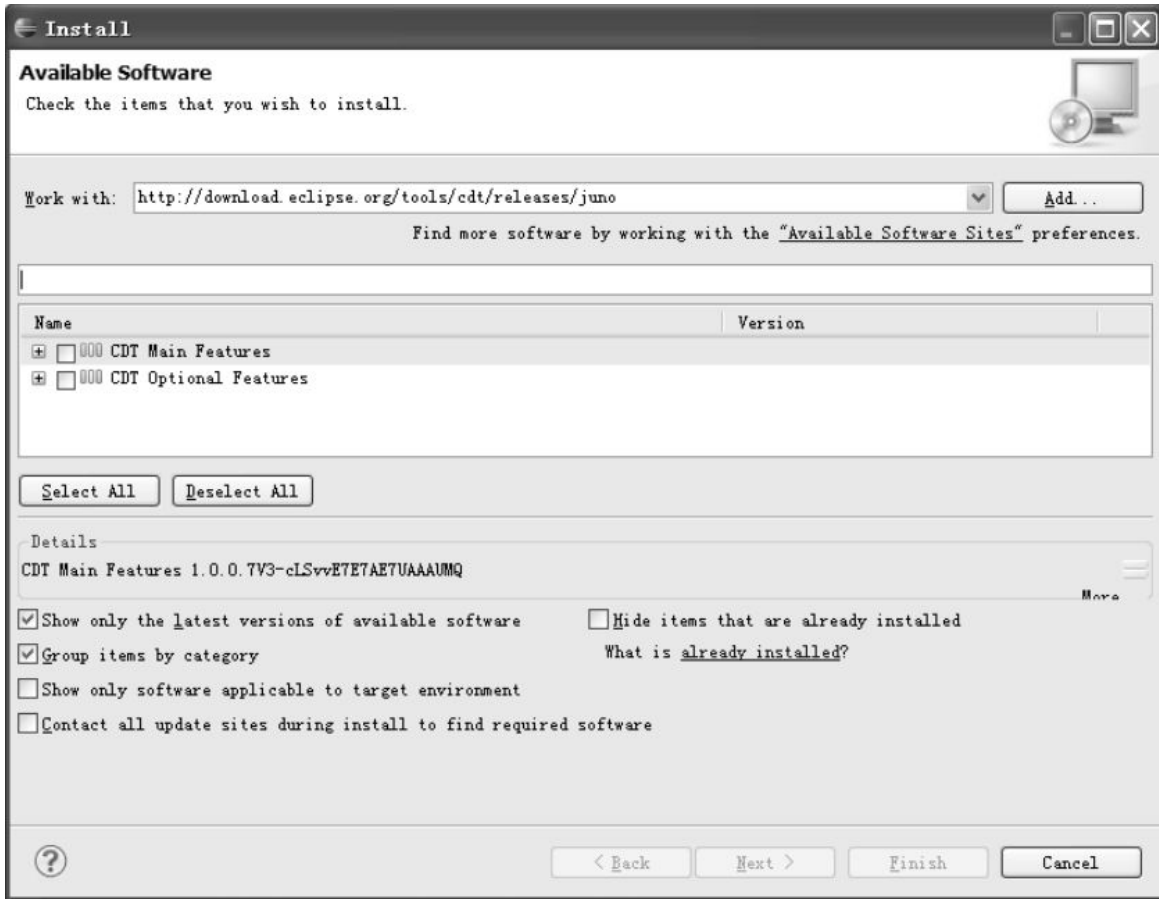 Install
Available Software
Check the items that you wish to install.
Work with: http://download.eclipse.org/tools/cdt/releases/juno Add...
Find more software by working with the "Available Software Sites" preferences.
Name Version
CDT Main Features
CDT Optional Features
Select All Deselect All
Details
CDT Main Features 1.0.0.7V3-cLSvvE7E7AE7UAAAUMQ
More
Show only the latest versions of available software Hide items that are already installed
Group items by category What is already installed?
Show only software applicable to target environment
Contact all update sites during install to find required software
? < Back Next > Finish Cancel